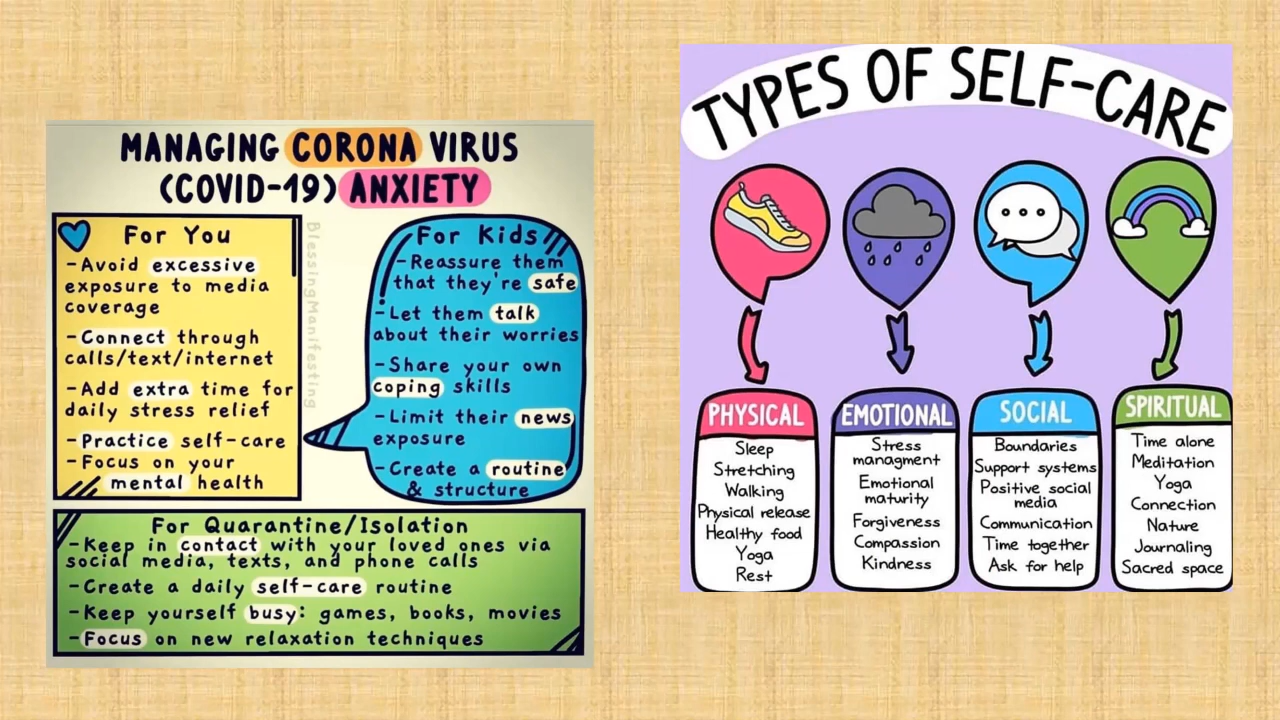 MANAGING CORONA VIRUS
(COVID-19) ANXIETY
For You
-Avoid excessive
exposure to media
coverage
-Connect through
calls/text/internet
-Add extra time for
daily stress relief
-Practice self-care
-Focus on your
mental health
BlessingManifesting
For Kids
-Reassure them
that they're safe
-Let them talk
about their worries
-Share your own
coping skills
-Limit their news
exposure
-Create a routine
& structure
For Quarantine/Isolation
-Keep in contact with your loved ones via
social media, texts, and phone calls
-Create a daily self-care routine
-Keep yourself busy: games, books, movies
-Focus on new relaxation techniques
TYPES OF SELF-CARE
PHYSICAL
Sleep
Stretching
Walking
Physical release
Healthy food
Yoga
Rest
EMOTIONAL
Stress
managment
Emotional
maturity
Forgiveness
Compassion
Kindness
SOCIAL
Boundaries
Support systems
Positive social
media
Communication
Time together
Ask for help
SPIRITUAL
Time alone
Meditation
Yoga
Connection
Nature
Journaling
Sacred space